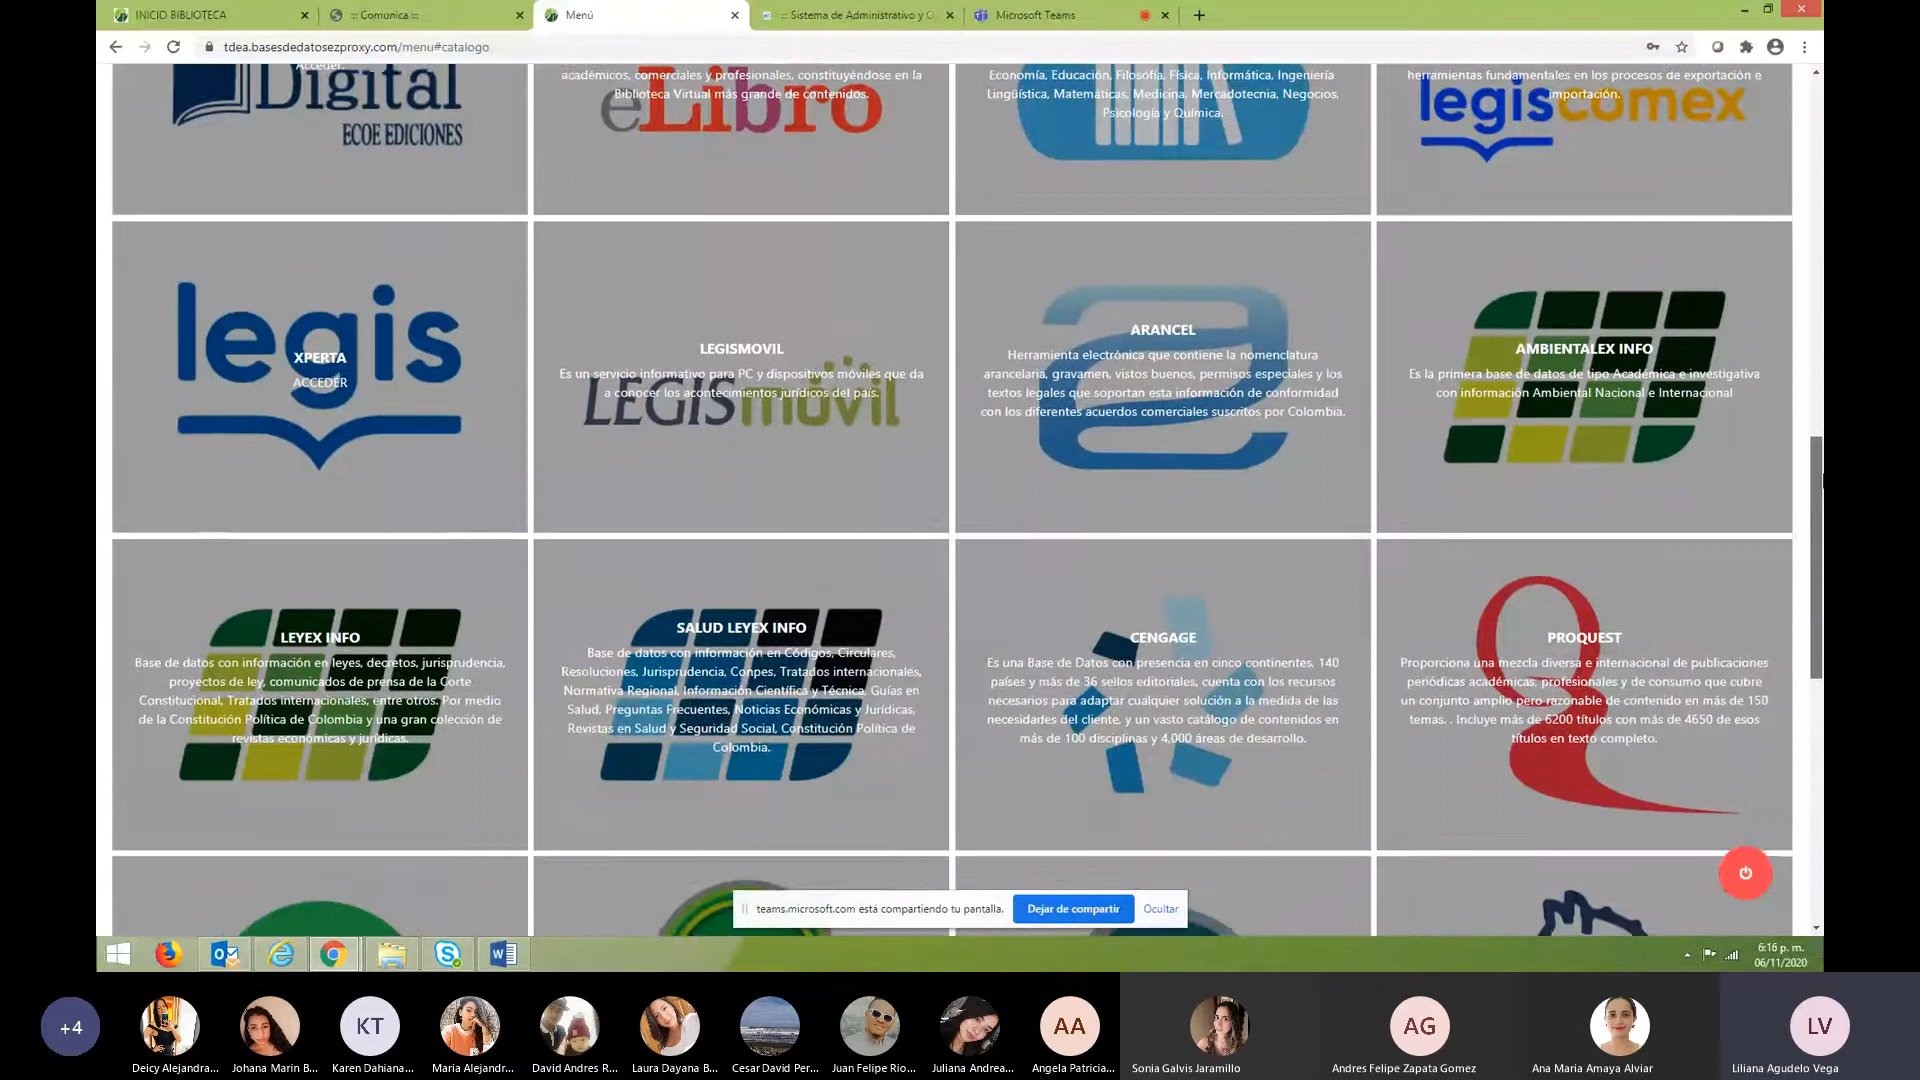 INICIO BIBLIOTECA
::: Comunica :::
Menú
::: Sistema de Administrativo y
Microsoft Teams
tdea.basesdedatosezproxy.com/menu#catalogo
Acceder.
Digital
ECOE EDICIONES
académicos, comerciales y profesionales, constituyéndose en la
Biblioteca Virtual más grande de contenidos.
eLibro
Economía, Educación, Filosofía, Física, Informática, Ingeniería
Lingüística, Matemáticas, Medicina, Mercadotecnia, Negocios,
Psicología y Química.
herramientas fundamentales en los procesos de exportación e
importación.
legiscomex
legis
XPERTA
ACCEDER
LEGISMOVIL
Es un servicio informativo para PC y dispositivos móviles que da
a conocer los acontecimientos jurídicos del país.
LEGISmóvil
ARANCEL
Herramienta electrónica que contiene la nomenclatura
arancelaria, gravamen, vistos buenos, permisos especiales y los
textos legales que soportan esta información de conformidad
con los diferentes acuerdos comerciales suscritos por Colombia.
AMBIENTALEX INFO
Es la primera base de datos de tipo Académica e investigativa
con información Ambiental Nacional e Internacional
LEYEX INFO
Base de datos con información en leyes, decretos, jurisprudencia,
proyectos de ley, comunicados de prensa de la Corte
Constitucional, Tratados internacionales, entre otros. Por medio
de la Constitución Política de Colombia y una gran colección de
revistas económicas y jurídicas.
SALUD LEYEX INFO
Base de datos con información en Códigos, Circulares,
Resoluciones, Jurisprudencia, Conpes, Tratados internacionales,
Normativa Regional, Información Científica y Técnica, Guías en
Salud, Preguntas Frecuentes, Noticias Económicas y Jurídicas,
Revistas en Salud y Seguridad Social, Constitución Política de
Colombia.
CENGAGE
Es una Base de Datos con presencia en cinco continentes, 140
países y más de 36 sellos editoriales, cuenta con los recursos
necesarios para adaptar cualquier solución a la medida de las
necesidades del cliente, y un vasto catálogo de contenidos en
más de 100 disciplinas y 4,000 áreas de desarrollo.
PROQUEST
Proporciona una mezcla diversa e internacional de publicaciones
periódicas académicas, profesionales y de consumo que cubre
un conjunto amplio pero razonable de contenido en más de 150
temas. . Incluye más de 6200 títulos con más de 4650 de esos
títulos en texto completo.
teams.microsoft.com está compartiendo tu pantalla.
Dejar de compartir
Ocultar
6:16 p. m.
06/11/2020
+4
KT
AA
AG
LV
Deicy Alejandra...
Johana Marin B...
Karen Dahiana...
Maria Alejandr...
David Andres R...
Laura Dayana B...
Cesar David Per...
Juan Felipe Rio...
Juliana Andrea...
Angela Patricia...
Sonia Galvis Jaramillo
Andres Felipe Zapata Gomez
Ana Maria Amaya Alviar
Liliana Agudelo Vega